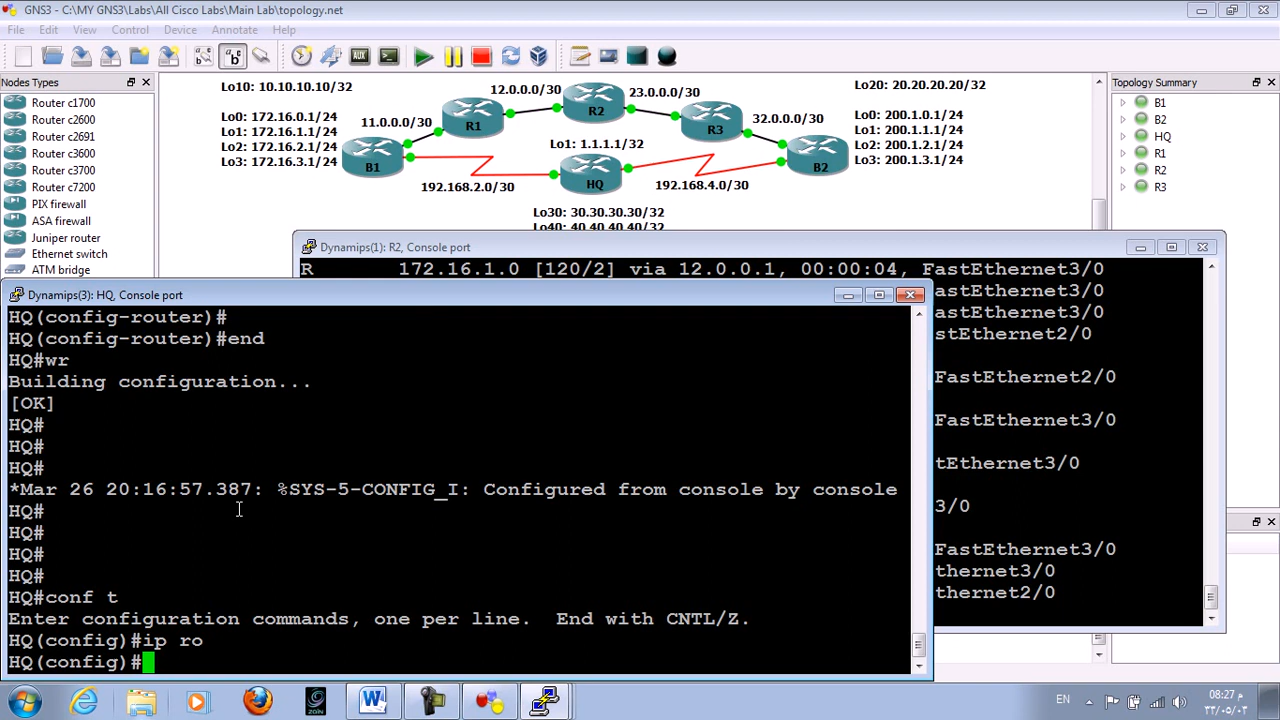 GNS3 - C:\MY GNS3\Labs\All Cisco Labs\Main Lab\topology.net
File Edit View Control Device Annotate Help
Nodes Types
Topology Summary
Router c1700
Router c2600
Router c2691
Router c3600
Router c3700
Router c7200
PIX firewall
ASA firewall
Juniper router
Ethernet switch
ATM bridge
Lo10: 10.10.10.10/32
Lo0: 172.16.0.1/24
Lo1: 172.16.1.1/24
Lo2: 172.16.2.1/24
Lo3: 172.16.3.1/24
12.0.0.0/30
23.0.0.0/30
11.0.0.0/30
32.0.0.0/30
R1
R2
R3
B1
HQ
B2
Lo1: 1.1.1.1/32
192.168.2.0/30
192.168.4.0/30
Lo30: 30.30.30.30/32
Lo40: 40.40.40.40/32
Lo20: 20.20.20.20/32
Lo0: 200.1.0.1/24
Lo1: 200.1.1.1/24
Lo2: 200.1.2.1/24
Lo3: 200.1.3.1/24
B1
B2
HQ
R1
R2
R3
Dynamips(1): R2, Console port
R 172.16.1.0 [120/2] via 12.0.0.1, 00:00:04, FastEthernet3/0
astEthernet3/0
astEthernet3/0
stEthernet2/0
FastEthernet2/0
FastEthernet3/0
tEthernet3/0
3/0
FastEthernet3/0
thernet3/0
thernet2/0
Dynamips(3): HQ, Console port
HQ(config-router)#
HQ(config-router)#end
HQ#wr
Building configuration...
[OK]
HQ#
HQ#
HQ#
*Mar 26 20:16:57.387: %SYS-5-CONFIG_I: Configured from console by console
HQ#
HQ#
HQ#
HQ#
HQ#conf t
Enter configuration commands, one per line. End with CNTL/Z.
HQ(config)#ip ro
HQ(config)#
EN
08:27 م